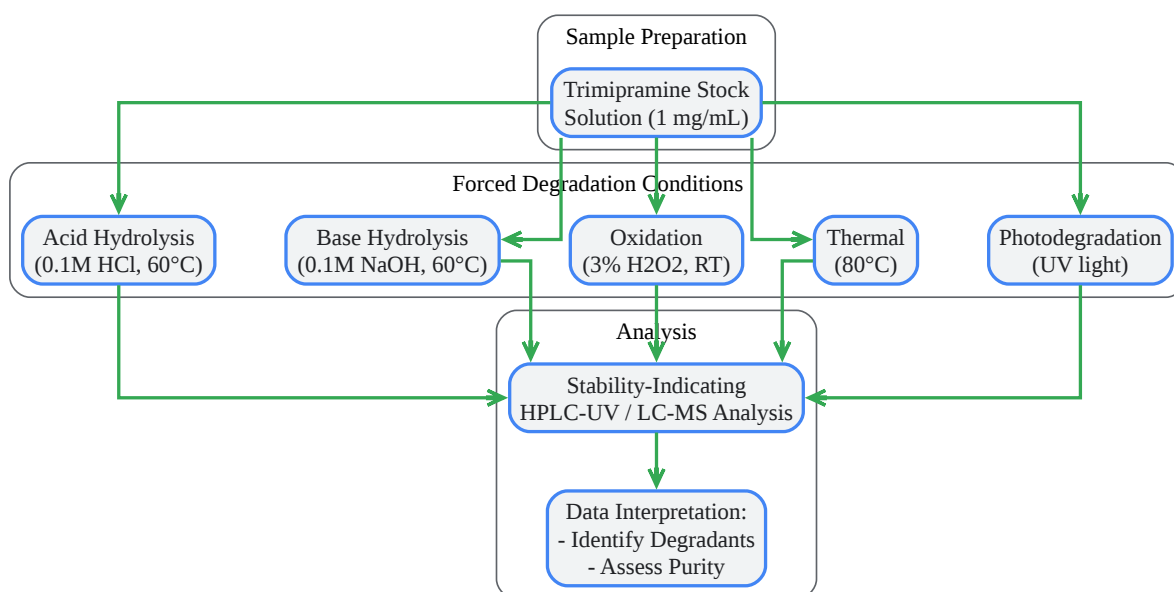 Sample Preparation
Trimipramine Stock
Solution (1 mg/mL)
Forced Degradation Conditions
Acid Hydrolysis
(0.1M HCl, 60°C)
Base Hydrolysis
(0.1M NaOH, 60°C)
Oxidation
(3% H2O2, RT)
Thermal
(80°C)
Photodegradation
(UV light)
Analysis
Stability-Indicating
HPLC-UV / LC-MS Analysis
Data Interpretation:
- Identify Degradants
- Assess Purity